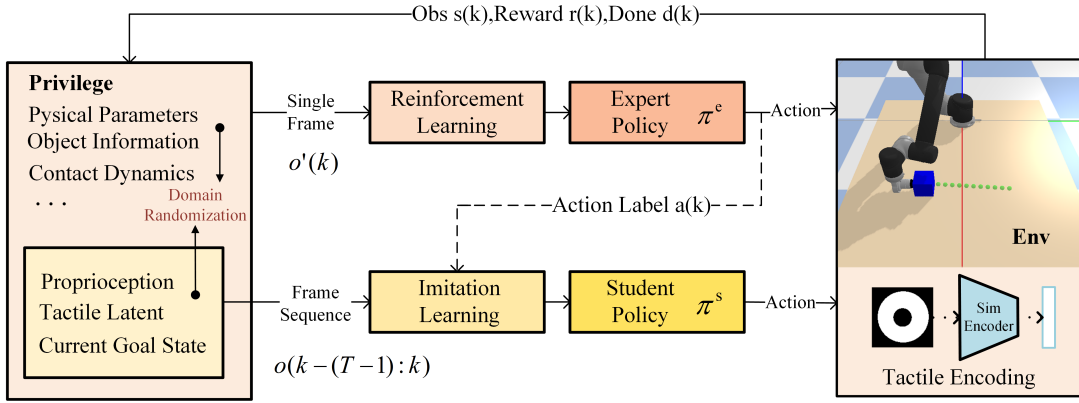 Obs s(k),Reward r(k),Done d(k)
Privilege
Pysical Parameters
Object Information
Contact Dynamics
. . .
Domain
Randomization
Proprioception
Tactile Latent
Current Goal State
Single
Frame
o'(k)
Reinforcement
Learning
Expert
Policy π^e
Action
Action Label a(k)
Frame
Sequence
o(k-(T-1):k)
Imitation
Learning
Student
Policy π^s
Action
Env
Sim
Encoder
Tactile Encoding